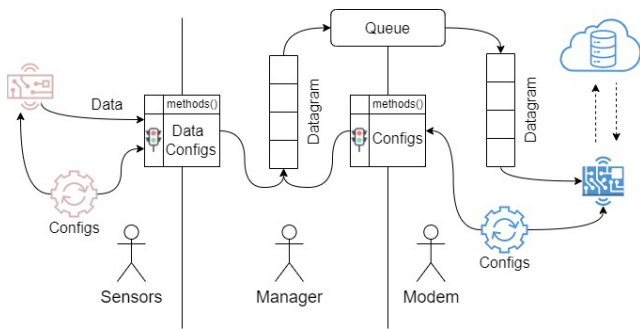 Queue
Data
methods()
Data
Configs
Datagram
methods()
Configs
Datagram
Configs
Configs
Sensors
Manager
Modem